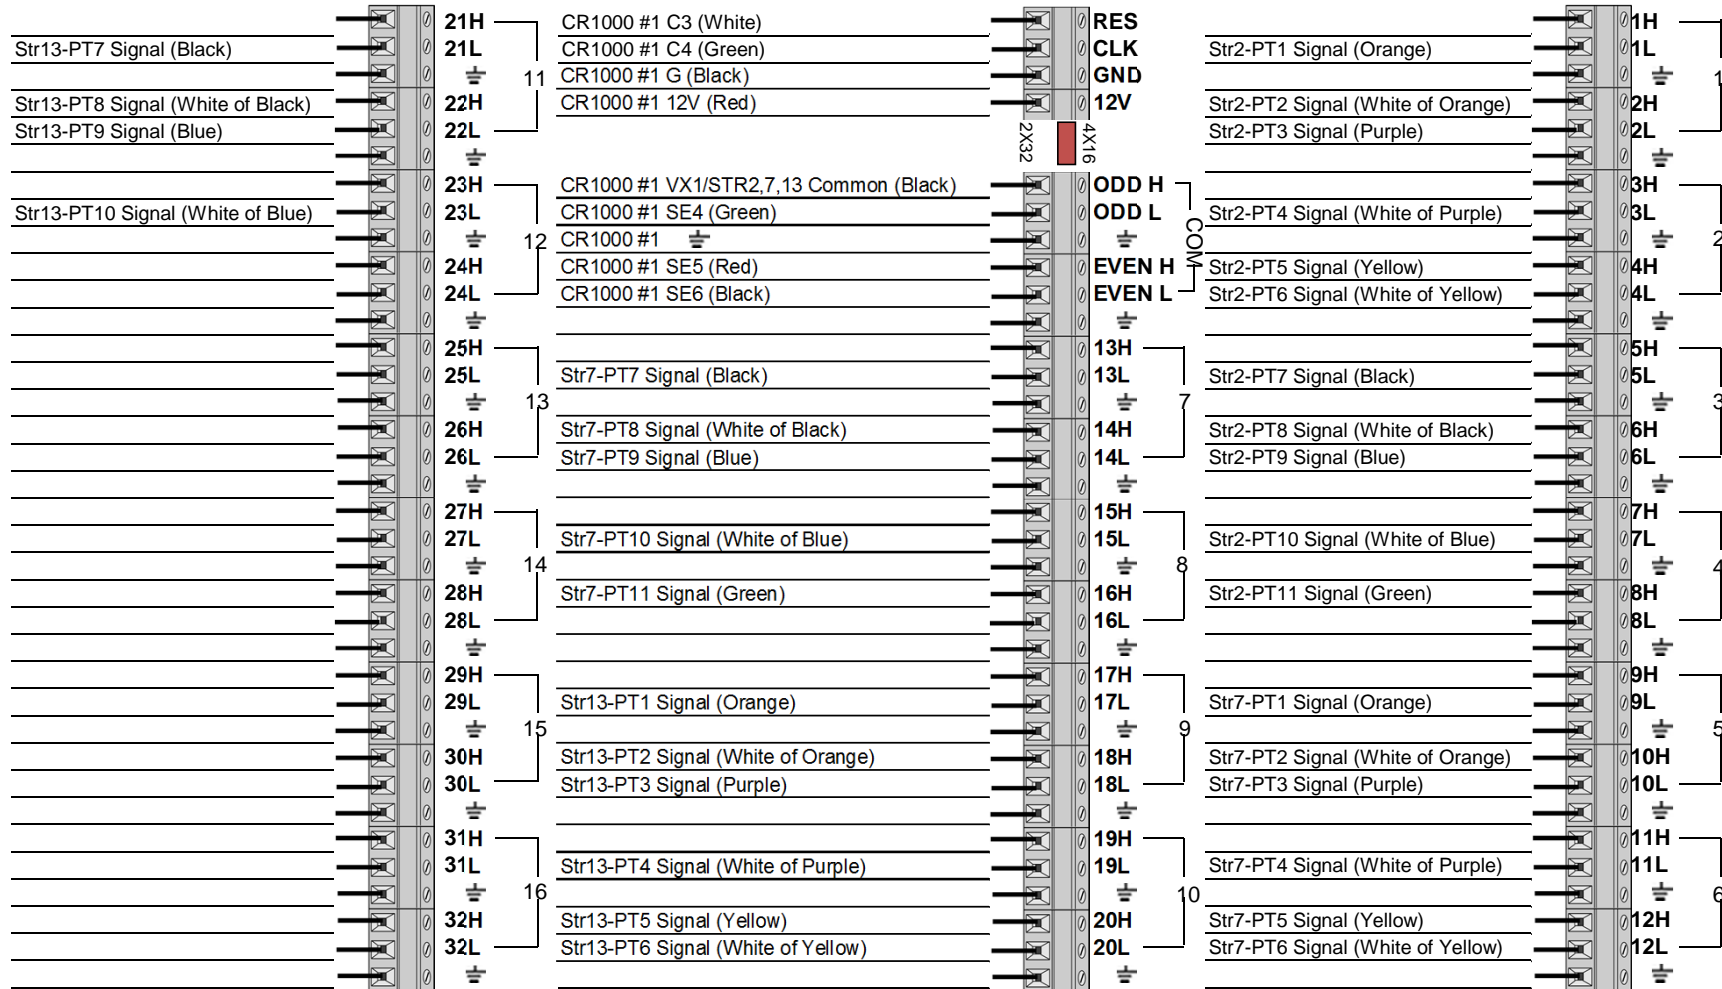 21H
Str13-PT7 Signal (Black) 21L
11
Str13-PT8 Signal (White of Black) 22H
Str13-PT9 Signal (Blue) 22L
23H
Str13-PT10 Signal (White of Blue) 23L
12
24H
24L
25H
25L
13
26H
26L
27H
27L
14
28H
28L
29H
29L
15
30H
30L
31H
31L
16
32H
32L
CR1000 #1 C3 (White) RES
CR1000 #1 C4 (Green) CLK
CR1000 #1 G (Black) GND
CR1000 #1 12V (Red) 12V
2X32 4X16
CR1000 #1 VX1/STR2,7,13 Common (Black) ODD H
CR1000 #1 SE4 (Green) ODD L
CR1000 #1
COM
CR1000 #1 SE5 (Red) EVEN H
CR1000 #1 SE6 (Black) EVEN L
13H
Str7-PT7 Signal (Black) 13L
7
Str7-PT8 Signal (White of Black) 14H
Str7-PT9 Signal (Blue) 14L
15H
Str7-PT10 Signal (White of Blue) 15L
8
Str7-PT11 Signal (Green) 16H
16L
17H
Str13-PT1 Signal (Orange) 17L
9
Str13-PT2 Signal (White of Orange) 18H
Str13-PT3 Signal (Purple) 18L
19H
Str13-PT4 Signal (White of Purple) 19L
10
Str13-PT5 Signal (Yellow) 20H
Str13-PT6 Signal (White of Yellow) 20L
1H
Str2-PT1 Signal (Orange) 1L
1
Str2-PT2 Signal (White of Orange) 2H
Str2-PT3 Signal (Purple) 2L
3H
Str2-PT4 Signal (White of Purple) 3L
2
Str2-PT5 Signal (Yellow) 4H
Str2-PT6 Signal (White of Yellow) 4L
5H
Str2-PT7 Signal (Black) 5L
3
Str2-PT8 Signal (White of Black) 6H
Str2-PT9 Signal (Blue) 6L
7H
Str2-PT10 Signal (White of Blue) 7L
4
Str2-PT11 Signal (Green) 8H
8L
9H
Str7-PT1 Signal (Orange) 9L
5
Str7-PT2 Signal (White of Orange) 10H
Str7-PT3 Signal (Purple) 10L
11H
Str7-PT4 Signal (White of Purple) 11L
6
Str7-PT5 Signal (Yellow) 12H
Str7-PT6 Signal (White of Yellow) 12L